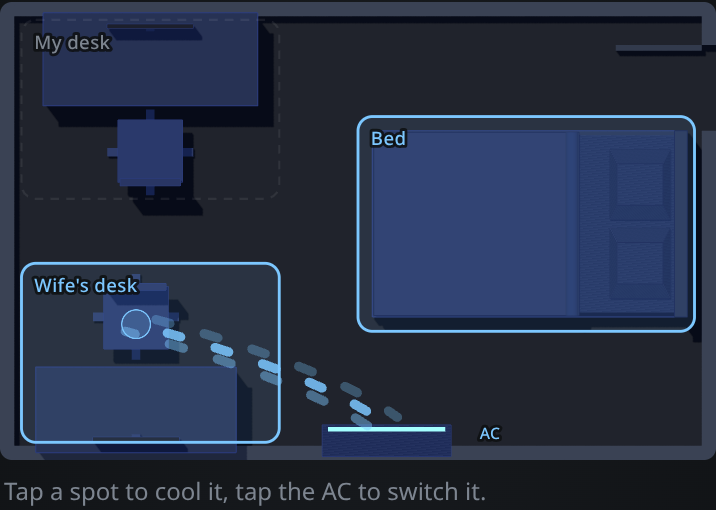 My desk
Bed
Wife's desk
AC
Tap a spot to cool it, tap the AC to switch it.